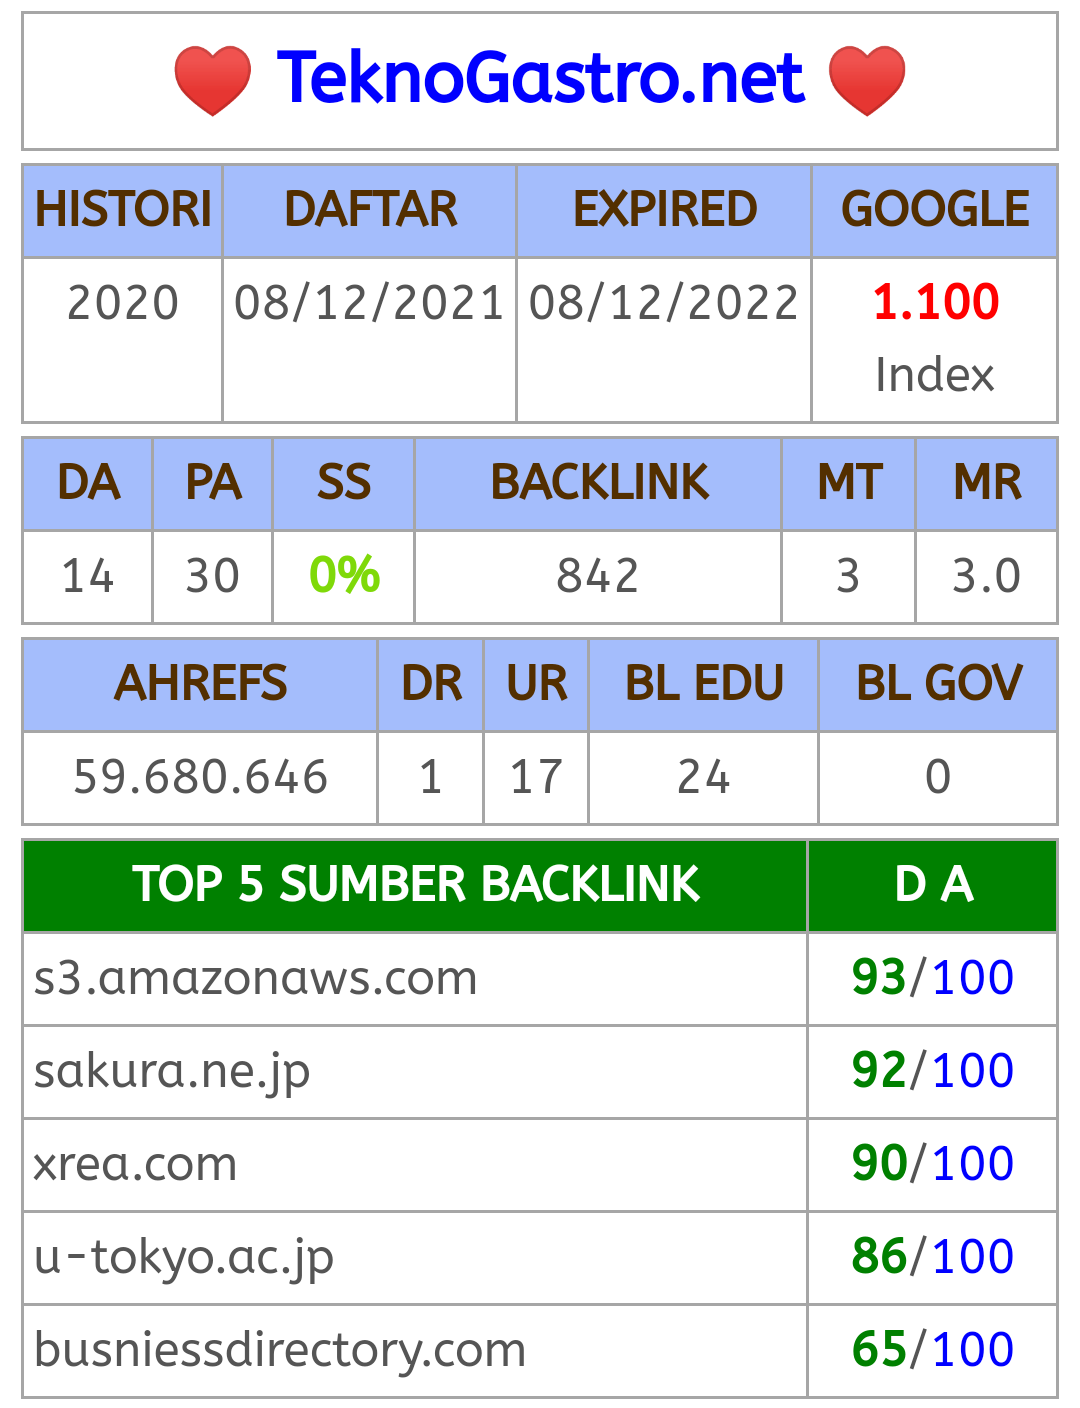 TeknoGastro.net
HISTORI DAFTAR EXPIRED GOOGLE
2020 08/12/2021 08/12/2022 1.100
Index
DA PA SS BACKLINK MT MR
14 30 0% 842 3 3.0
AHREFS DR UR BL EDU BL GOV
59.680.646 1 17 24 0
TOP 5 SUMBER BACKLINK D A
s3.amazonaws.com 93/100
sakura.ne.jp 92/100
xrea.com 90/100
u-tokyo.ac.jp 86/100
busniessdirectory.com 65/100